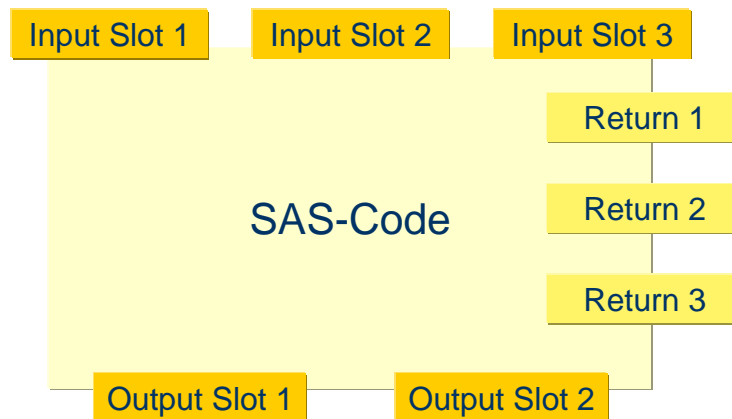 Input Slot 1
Input Slot 2
Input Slot 3
Return 1
SAS-Code
Return 2
Return 3
Output Slot 1
Output Slot 2